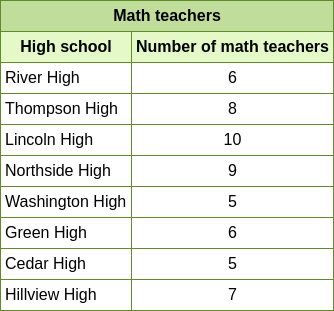 Math teachers
High school Number of math teachers
River High 6
Thompson High 8
Lincoln High 10
Northside High 9
Washington High 5
Green High 6
Cedar High 5
Hillview High 7